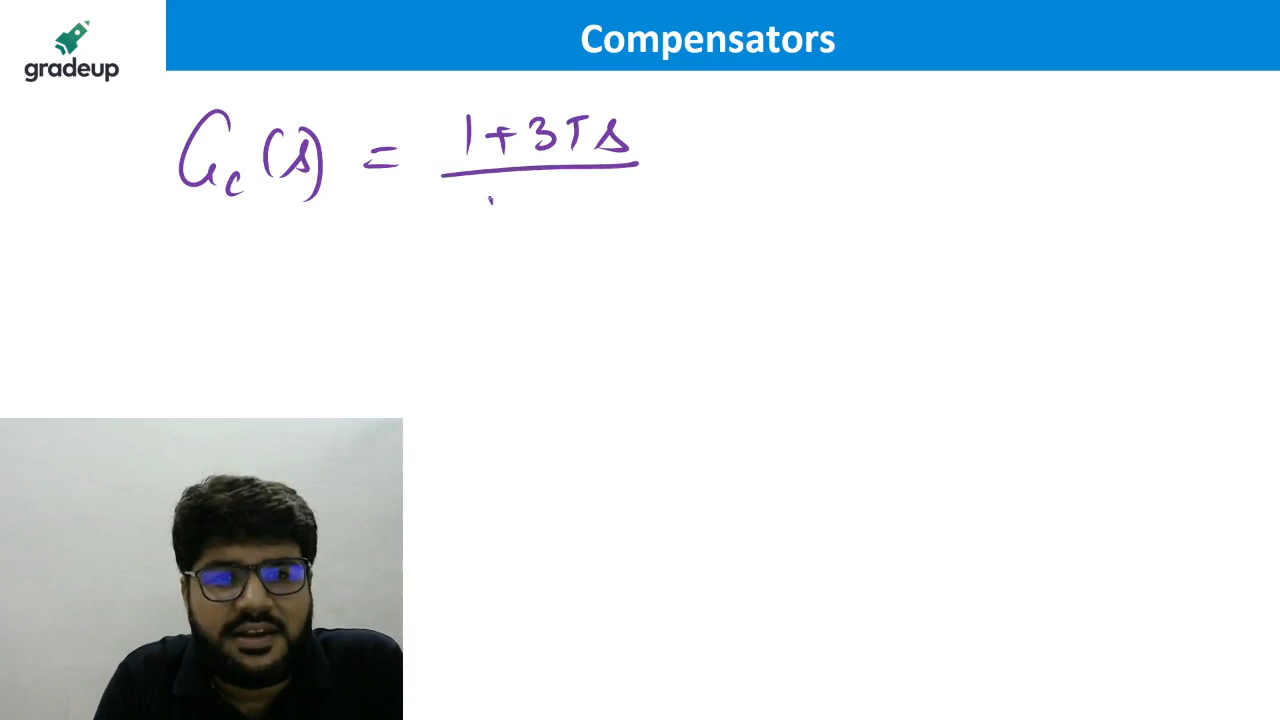 gradeup
Compensators
Gc(s) = 1+3Ts